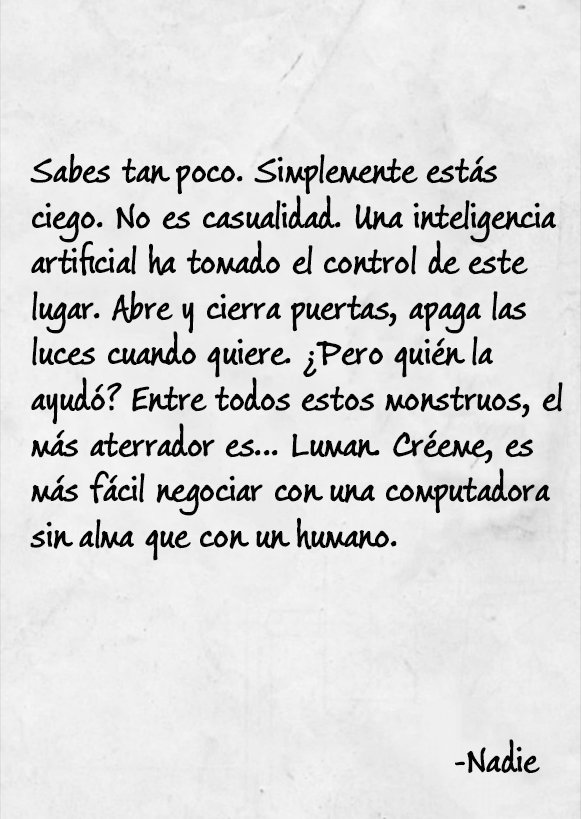 Sabes tan poco. Simplemente estás
ciego. No es casualidad. Una inteligencia
artificial ha tomado el control de este
lugar. Abre y cierra puertas, apaga las
luces cuando quiere. ¿Pero quién la
ayudó? Entre todos estos monstruos, el
más aterrador es... Luman. Créeme, es
más fácil negociar con una computadora
sin alma que con un humano.
-Nadie